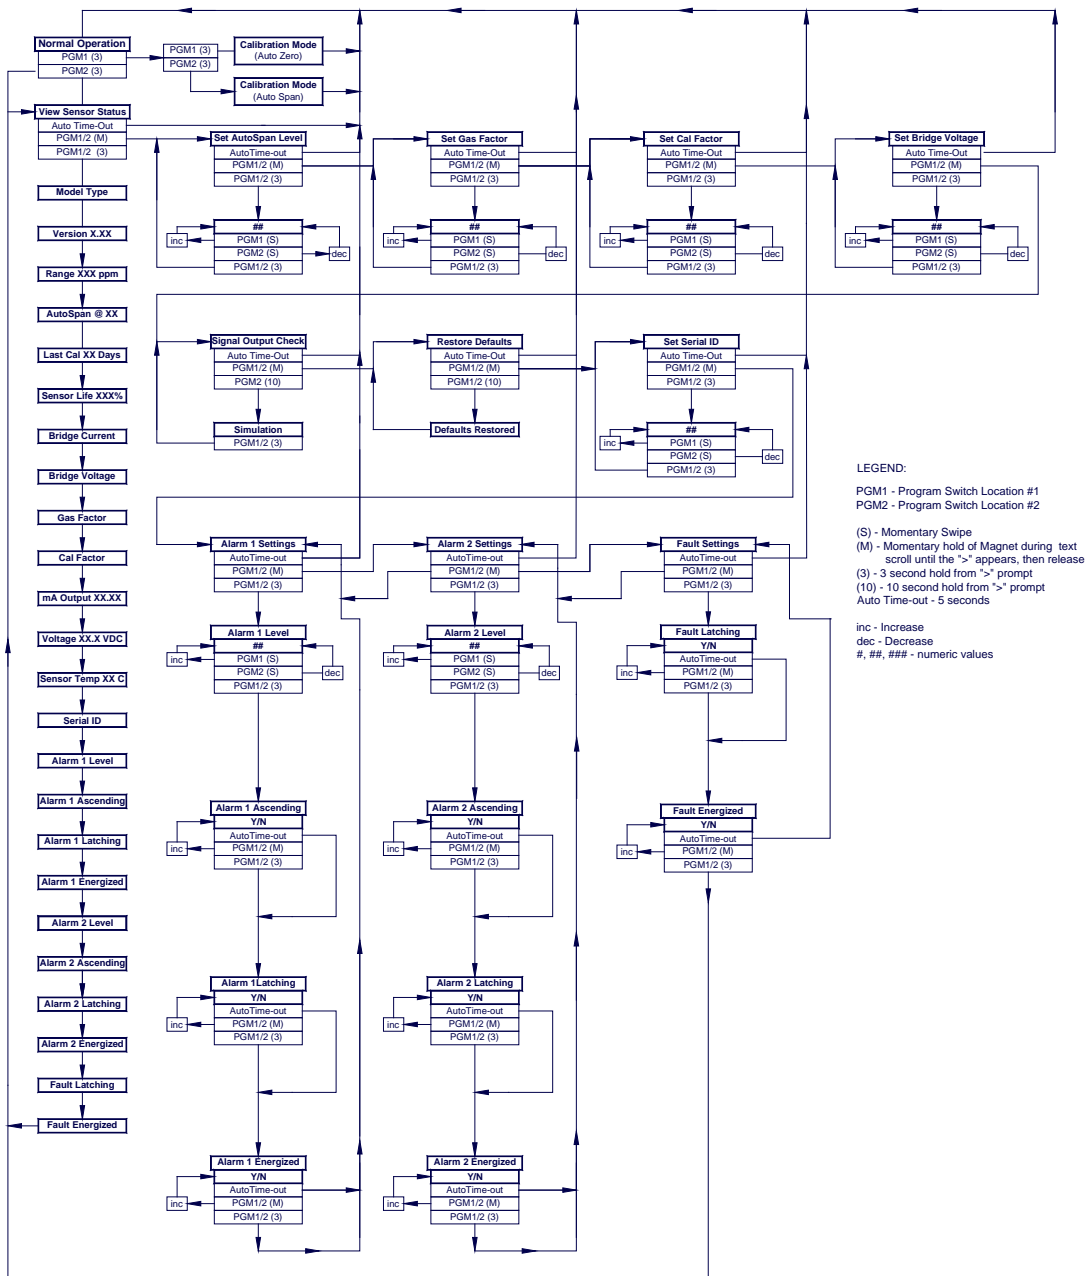 Normal Operation
PGM1 (3)
PGM2 (3)
PGM1 (3)
PGM2 (3)
Calibration Mode
(Auto Zero)
Calibration Mode
(Auto Span)
View Sensor Status
Auto Time-Out
PGM1/2 (M)
PGM1/2 (3)
Model Type
Version X.XX
Range XXX ppm
AutoSpan @ XX
Last Cal XX Days
Sensor Life XXX%
Bridge Current
Bridge Voltage
Gas Factor
Cal Factor
mA Output XX.XX
Voltage XX.X VDC
Sensor Temp XX C
Serial ID
Alarm 1 Level
Alarm 1 Ascending
Alarm 1 Latching
Alarm 1 Energized
Alarm 2 Level
Alarm 2 Ascending
Alarm 2 Latching
Alarm 2 Energized
Fault Latching
Fault Energized
Set AutoSpan Level
AutoTime-out
PGM1/2 (M)
PGM1/2 (3)
##
PGM1 (S)
PGM2 (S)
PGM1/2 (3)
inc
dec
Set Gas Factor
Auto Time-Out
PGM1/2 (M)
PGM1/2 (3)
##
PGM1 (S)
PGM2 (S)
PGM1/2 (3)
inc
dec
Set Cal Factor
Auto Time-Out
PGM1/2 (M)
PGM1/2 (3)
##
PGM1 (S)
PGM2 (S)
PGM1/2 (3)
inc
dec
Set Bridge Voltage
Auto Time-Out
PGM1/2 (M)
PGM1/2 (3)
##
PGM1 (S)
PGM2 (S)
PGM1/2 (3)
inc
dec
Signal Output Check
Auto Time-Out
PGM1/2 (M)
PGM2 (10)
Simulation
PGM1/2 (3)
Restore Defaults
Auto Time-Out
PGM1/2 (M)
PGM1/2 (10)
Defaults Restored
Set Serial ID
Auto Time-Out
PGM1/2 (M)
PGM1/2 (3)
##
PGM1 (S)
PGM2 (S)
PGM1/2 (3)
inc
dec
LEGEND:
PGM1 - Program Switch Location #1
PGM2 - Program Switch Location #2
(S) - Momentary Swipe
(M) - Momentary hold of Magnet during text
scroll until the ">" appears, then release
(3) - 3 second hold from ">" prompt
(10) - 10 second hold from ">" prompt
Auto Time-out - 5 seconds
inc - Increase
dec - Decrease
#, ##, ### - numeric values
Alarm 1 Settings
AutoTime-out
PGM1/2 (M)
PGM1/2 (3)
Alarm 1 Level
##
PGM1 (S)
PGM2 (S)
PGM1/2 (3)
inc
dec
Alarm 1 Ascending
Y/N
AutoTime-out
PGM1/2 (M)
PGM1/2 (3)
inc
Alarm 1Latching
Y/N
AutoTime-out
PGM1/2 (M)
PGM1/2 (3)
inc
Alarm 1 Energized
Y/N
AutoTime-out
PGM1/2 (M)
PGM1/2 (3)
inc
Alarm 2 Settings
AutoTime-out
PGM1/2 (M)
PGM1/2 (3)
Alarm 2 Level
##
PGM1 (S)
PGM2 (S)
PGM1/2 (3)
inc
dec
Alarm 2 Ascending
Y/N
AutoTime-out
PGM1/2 (M)
PGM1/2 (3)
inc
Alarm 2 Latching
Y/N
AutoTime-out
PGM1/2 (M)
PGM1/2 (3)
inc
Alarm 2 Energized
Y/N
AutoTime-out
PGM1/2 (M)
PGM1/2 (3)
inc
Fault Settings
AutoTime-out
PGM1/2 (M)
PGM1/2 (3)
Fault Latching
Y/N
AutoTime-out
PGM1/2 (M)
PGM1/2 (3)
inc
Fault Energized
Y/N
AutoTime-out
PGM1/2 (M)
PGM1/2 (3)
inc